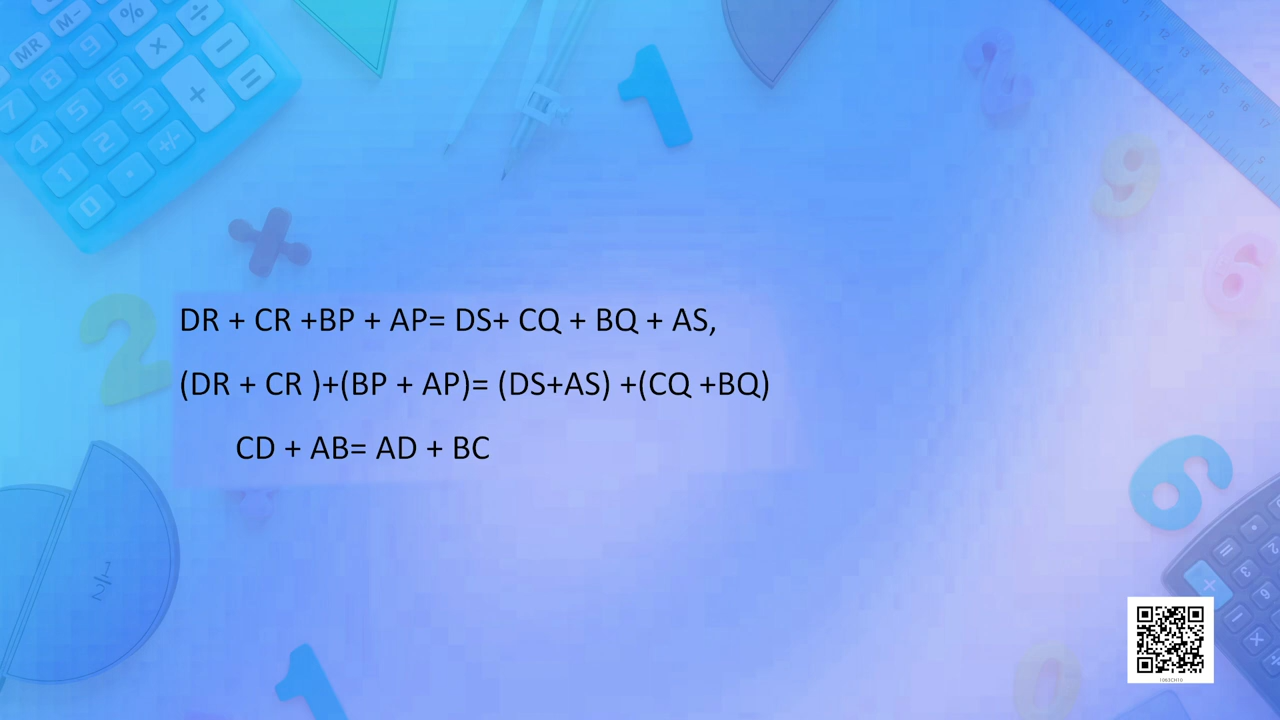 DR + CR +BP + AP= DS+ CQ + BQ + AS,
(DR + CR )+(BP + AP)= (DS+AS) +(CQ +BQ)
CD + AB= AD + BC